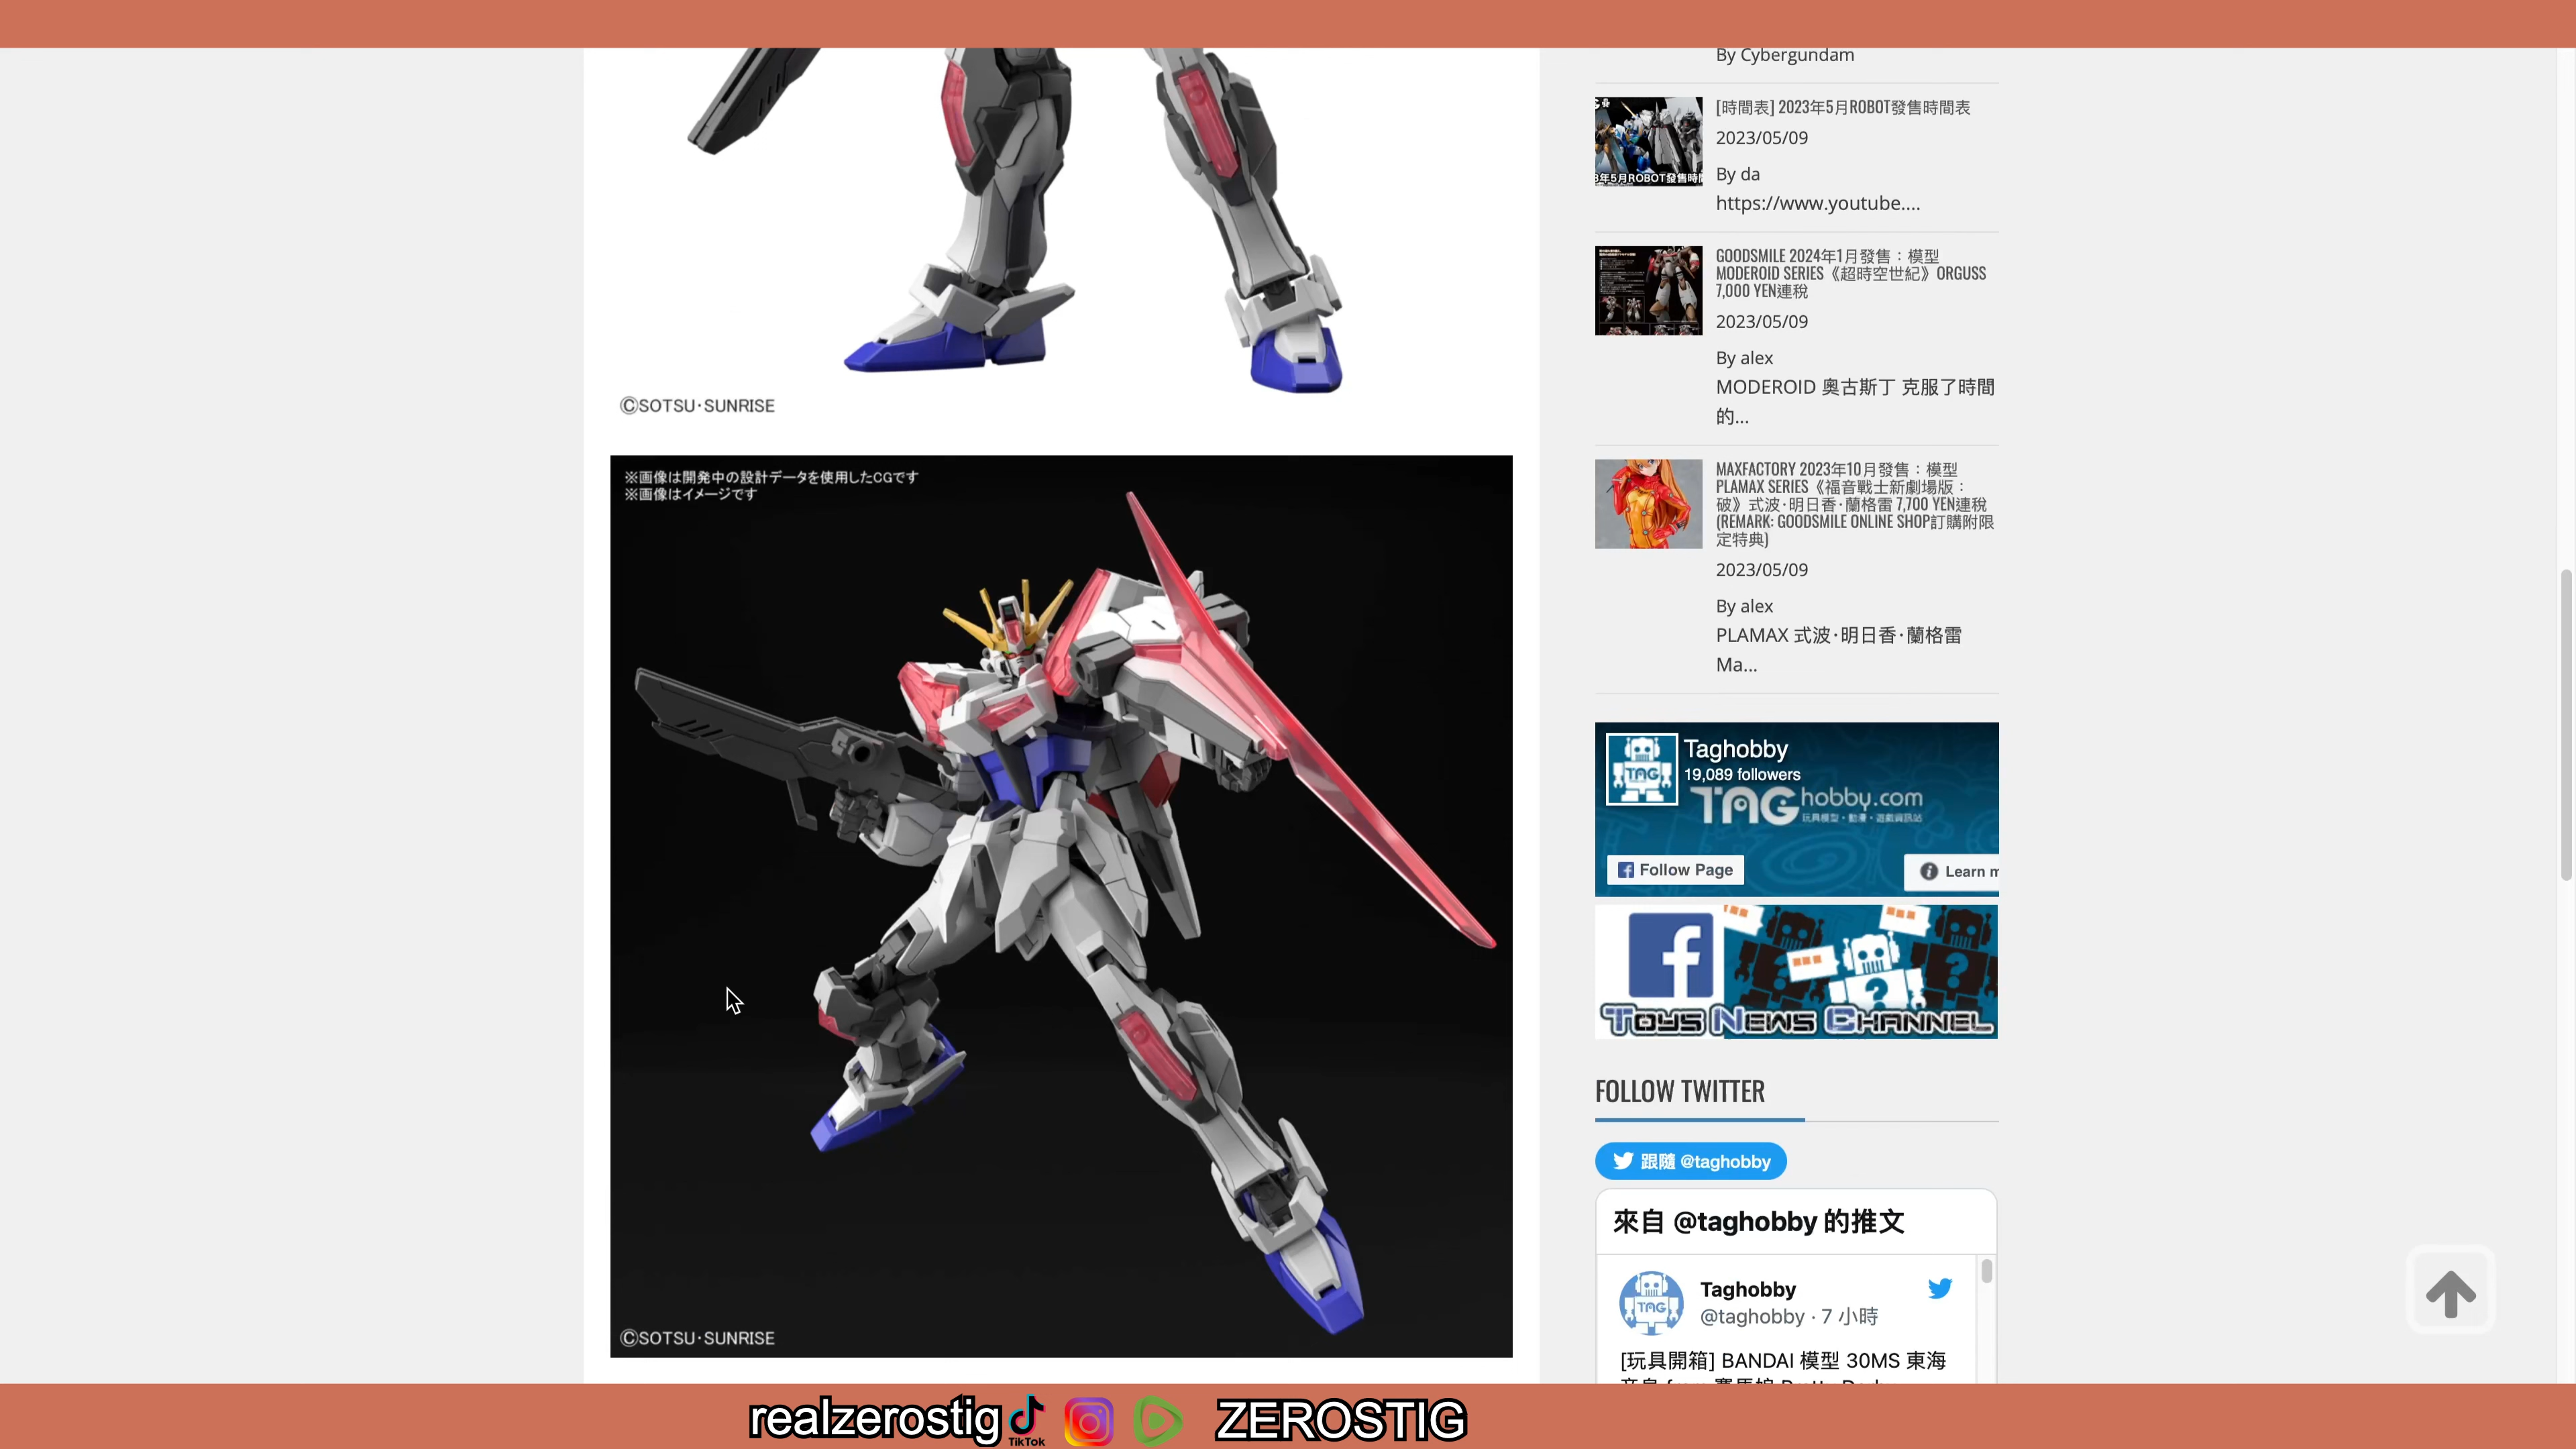 ©SOTSU·SUNRISE
※画像は開発中の設計データを使用したCGです
※画像はイメージです
©SOTSU·SUNRISE
By Cybergundam
[時間表] 2023年5月ROBOT發售時間表
2023/05/09
By da
https://www.youtube....
GOODSMILE 2024年1月發售：模型
MODEROID SERIES《超時空世紀》ORGUSS
7,000 YEN連稅
2023/05/09
By alex
MODEROID 奧古斯丁 克服了時間
的...
MAXFACTORY 2023年10月發售：模型
PLAMAX SERIES《福音戰士新劇場版：
破》式波·明日香·蘭格雷 7,700 YEN連稅
(REMARK: GOODSMILE ONLINE SHOP訂購附限
定特典)
2023/05/09
By alex
PLAMAX 式波·明日香·蘭格雷
Ma...
Taghobby
19,089 followers
TAG hobby.com
玩具模型・動漫・遊戲資訊站
Follow Page
Learn m
TOYS NEWS CHANNEL
FOLLOW TWITTER
跟隨 @taghobby
來自 @taghobby 的推文
Taghobby
@taghobby · 7 小時
[玩具開箱] BANDAI 模型 30MS 東海
realzerostig
TikTok
ZEROSTIG